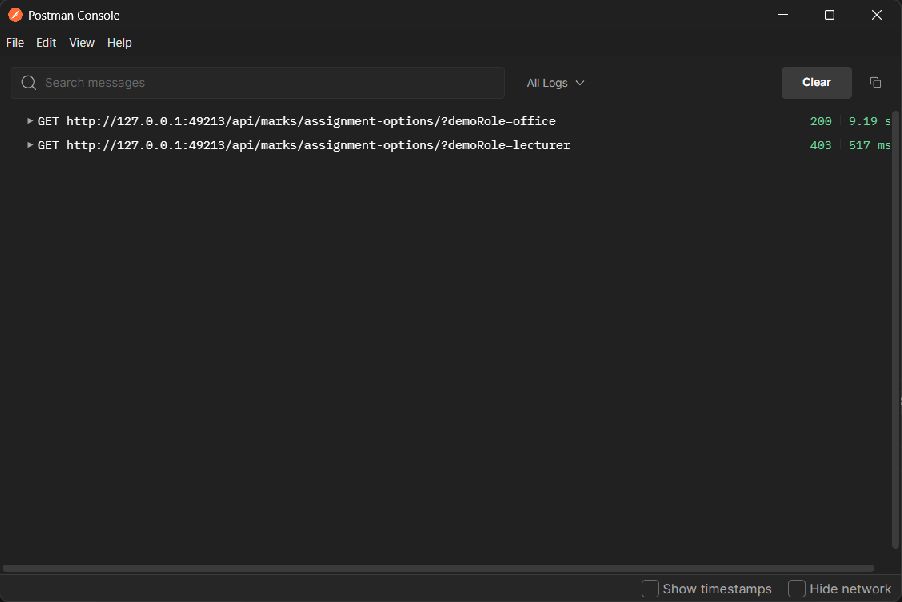 Postman Console
File Edit View Help
Search messages All Logs Clear
GET http://127.0.0.1:49213/api/marks/assignment-options/?demoRole=office 200 9.19 s
GET http://127.0.0.1:49213/api/marks/assignment-options/?demoRole=lecturer 403 517 ms
Show timestamps Hide network